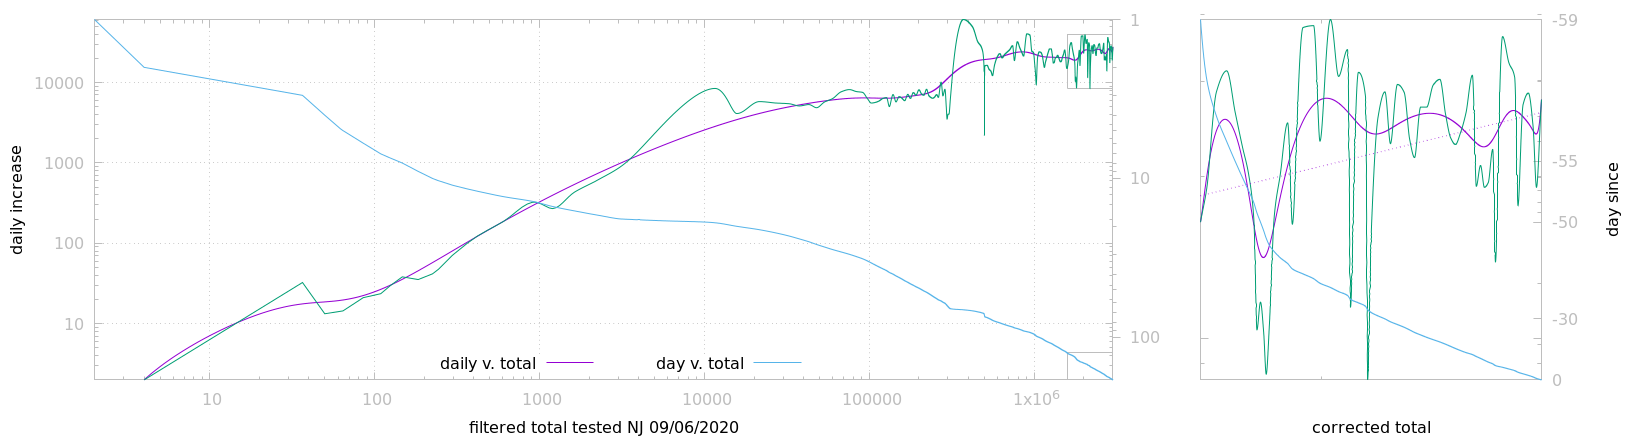 daily increase
10000
1000
100
10
10
100
1000
10000
100000
1x10^6
1
10
100
daily v. total
day v. total
filtered total tested NJ 09/06/2020
-59
-55
-50
-30
0
day since
corrected total